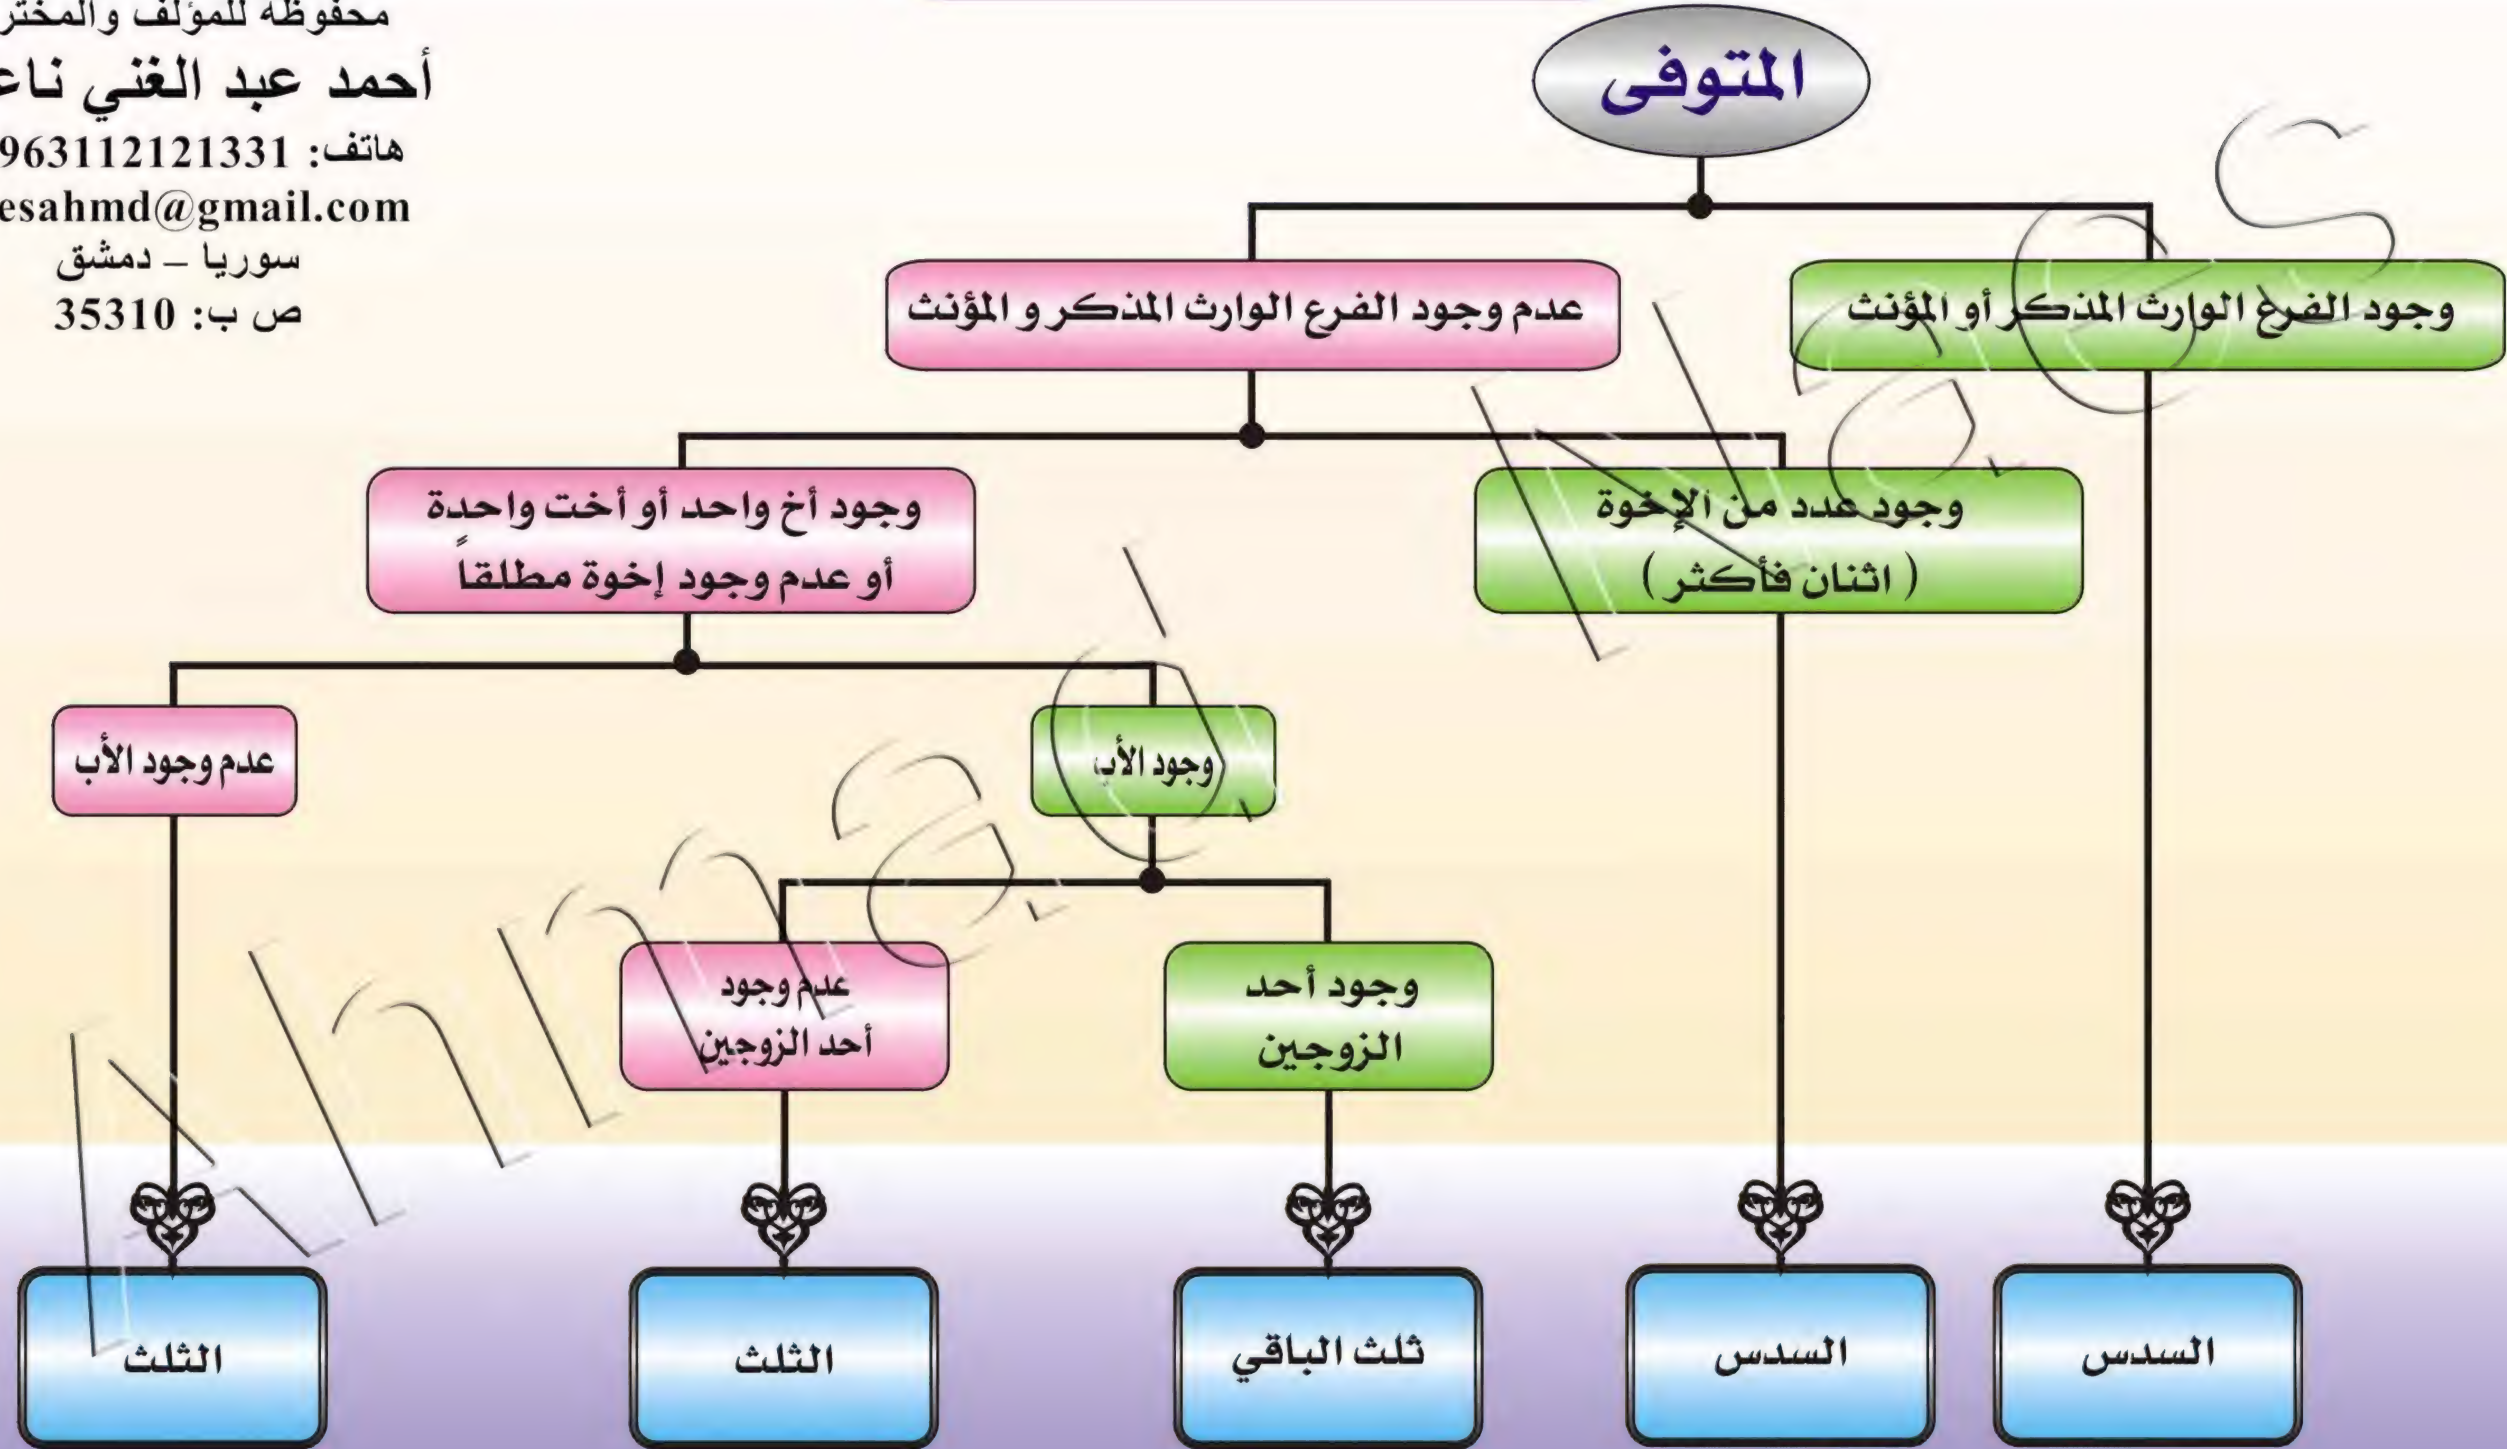 محفوظة للمؤلف والمختر
أحمد عبد الغني ناع
هاتف: 963112121331
esahmd@gmail.com
سوريا – دمشق
ص ب: 35310
المتوفى
وجود الفرع الوارث المذكر أو المؤنث
عدم وجود الفرع الوارث المذكر و المؤنث
وجود عدد من الإخوة
( اثنان فأكثر )
وجود أخ واحد أو أخت واحدة
أو عدم وجود إخوة مطلقاً
وجود الأب
عدم وجود الأب
وجود أحد
الزوجين
عدم وجود
أحد الزوجين
السدس
السدس
ثلث الباقي
الثلث
الثلث